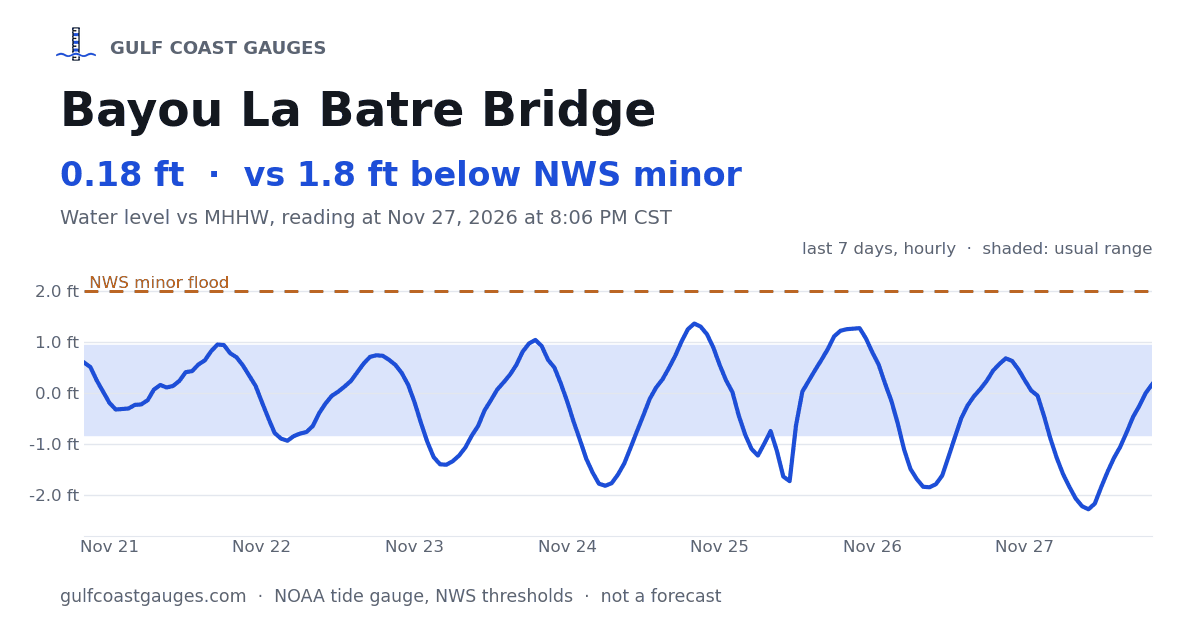 GULF COAST GAUGES
Bayou La Batre Bridge
0.18 ft · vs 1.8 ft below NWS minor
Water level vs MHHW, reading at Nov 27, 2026 at 8:06 PM CST
last 7 days, hourly · shaded: usual range
NWS minor flood
2.0 ft
1.0 ft
0.0 ft
-1.0 ft
-2.0 ft
Nov 21 Nov 22 Nov 23 Nov 24 Nov 25 Nov 26 Nov 27
gulfcoastgauges.com · NOAA tide gauge, NWS thresholds · not a forecast